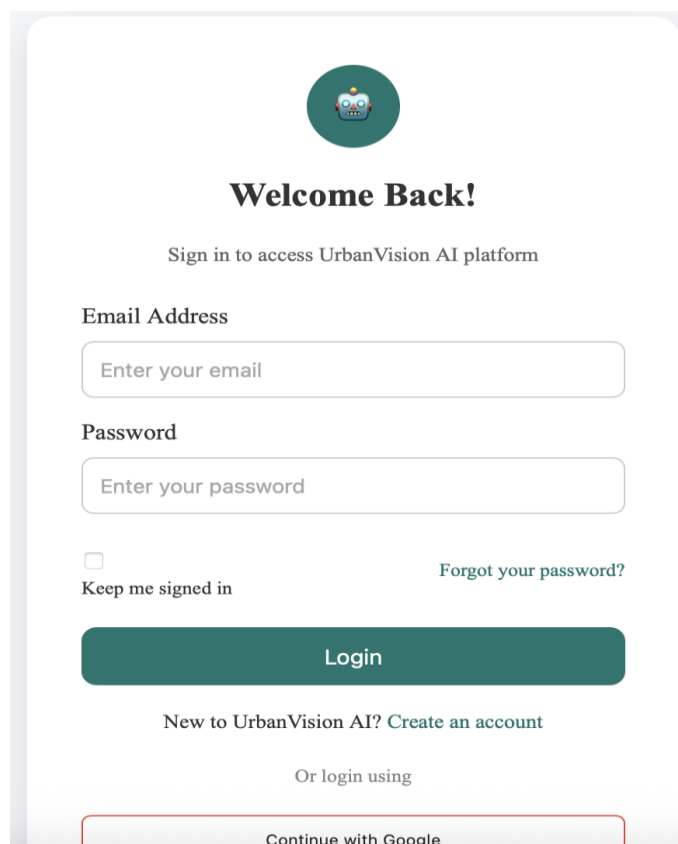 Welcome Back!
Sign in to access UrbanVision AI platform
Email Address
Enter your email
Password
Enter your password
Keep me signed in
Forgot your password?
Login
New to UrbanVision AI? Create an account
Or login using
Continue with Google